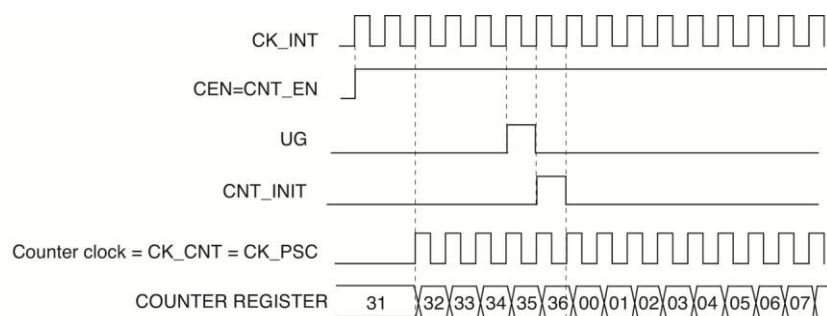 CK_INT
CEN=CNT_EN
UG
CNT_INIT
Counter clock = CK_CNT = CK_PSC
COUNTER REGISTER 31 32 33 34 35 36 00 01 02 03 04 05 06 07